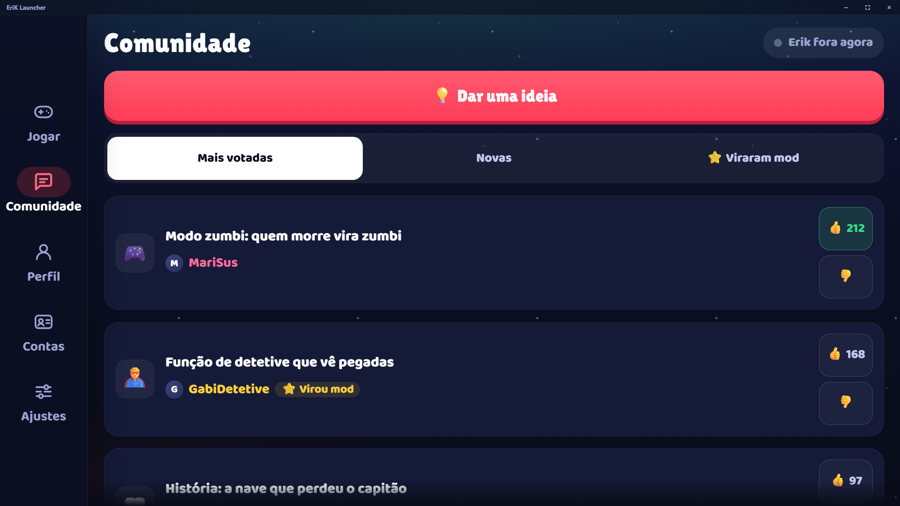 EriK Launcher
Comunidade
Erik fora agora
💡 Dar uma ideia
Jogar
Comunidade
Perfil
Contas
Ajustes
Mais votadas
Novas
⭐ Viraram mod
Modo zumbi: quem morre vira zumbi
M MariSus
👍 212
👎
Função de detetive que vê pegadas
G GabiDetetive ⭐ Virou mod
👍 168
👎
História: a nave que perdeu o capitão
👍 97